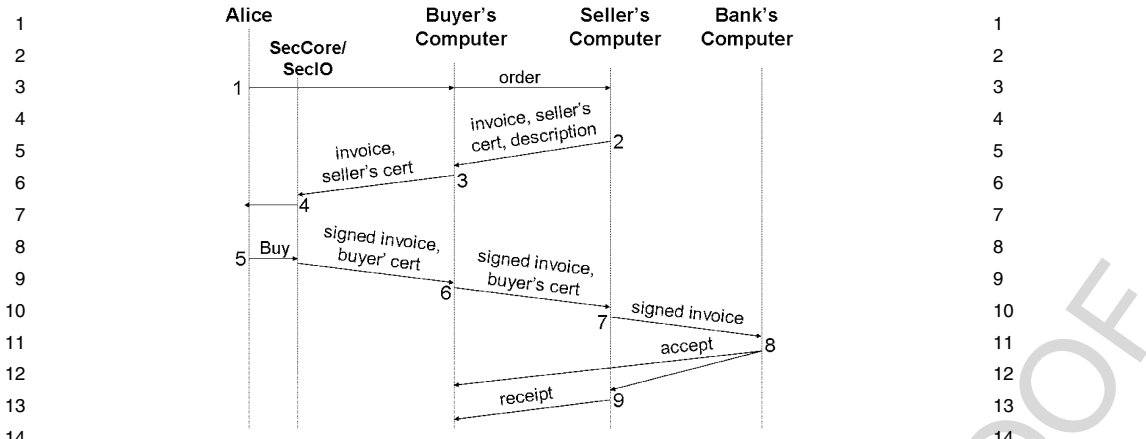 Alice
Buyer's
Computer
Seller's
Computer
Bank's
Computer
SecCore/
SecIO
1
2
3
4
5
6
7
8
9
10
11
12
13
14
1
order
invoice, seller's
cert, description
2
invoice,
seller's cert
3
4
5
Buy
signed invoice,
buyer' cert
6
signed invoice,
buyer's cert
7
signed invoice
8
accept
receipt
9
1
2
3
4
5
6
7
8
9
10
11
12
13
14
OOF